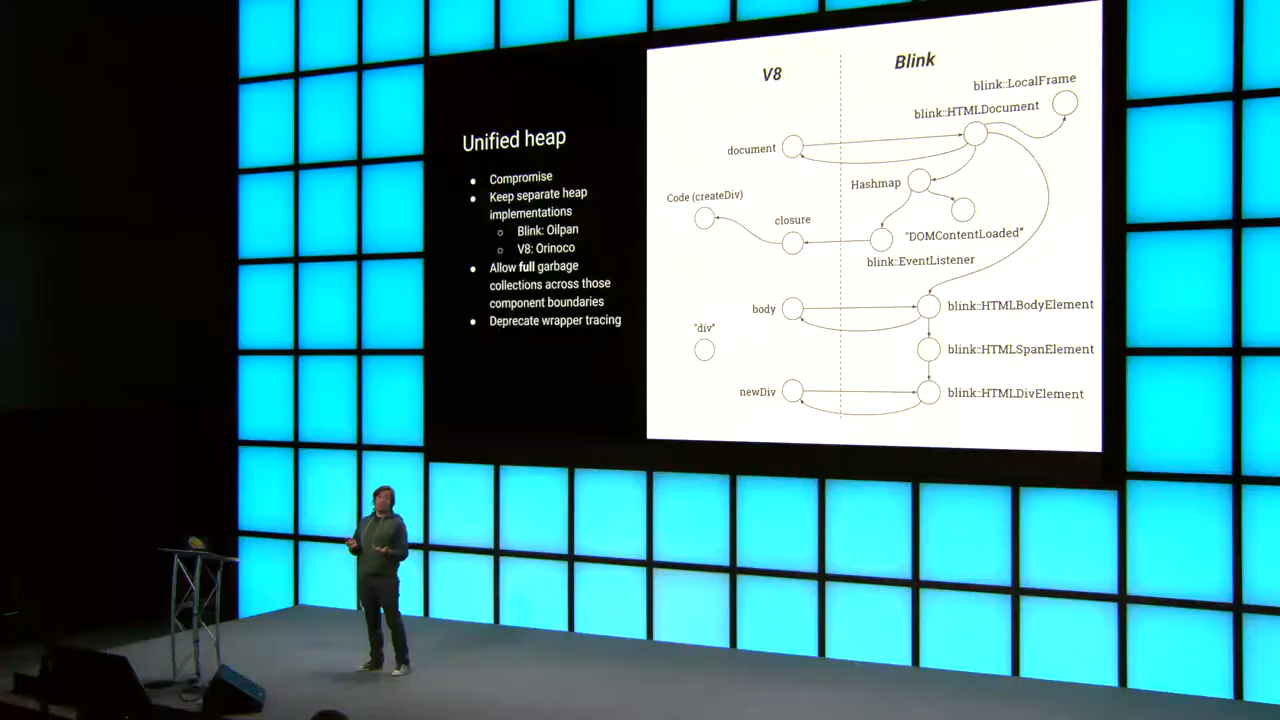 Unified heap
Compromise
Keep separate heap
implementations
Blink: Oilpan
V8: Orinoco
Allow full garbage
collections across those
component boundaries
Deprecate wrapper tracing
V8
Blink
blink::LocalFrame
blink::HTMLDocument
document
Hashmap
Code (createDiv)
closure
"DOMContentLoaded"
blink::EventListener
body
blink::HTMLBodyElement
"div"
blink::HTMLSpanElement
newDiv
blink::HTMLDivElement